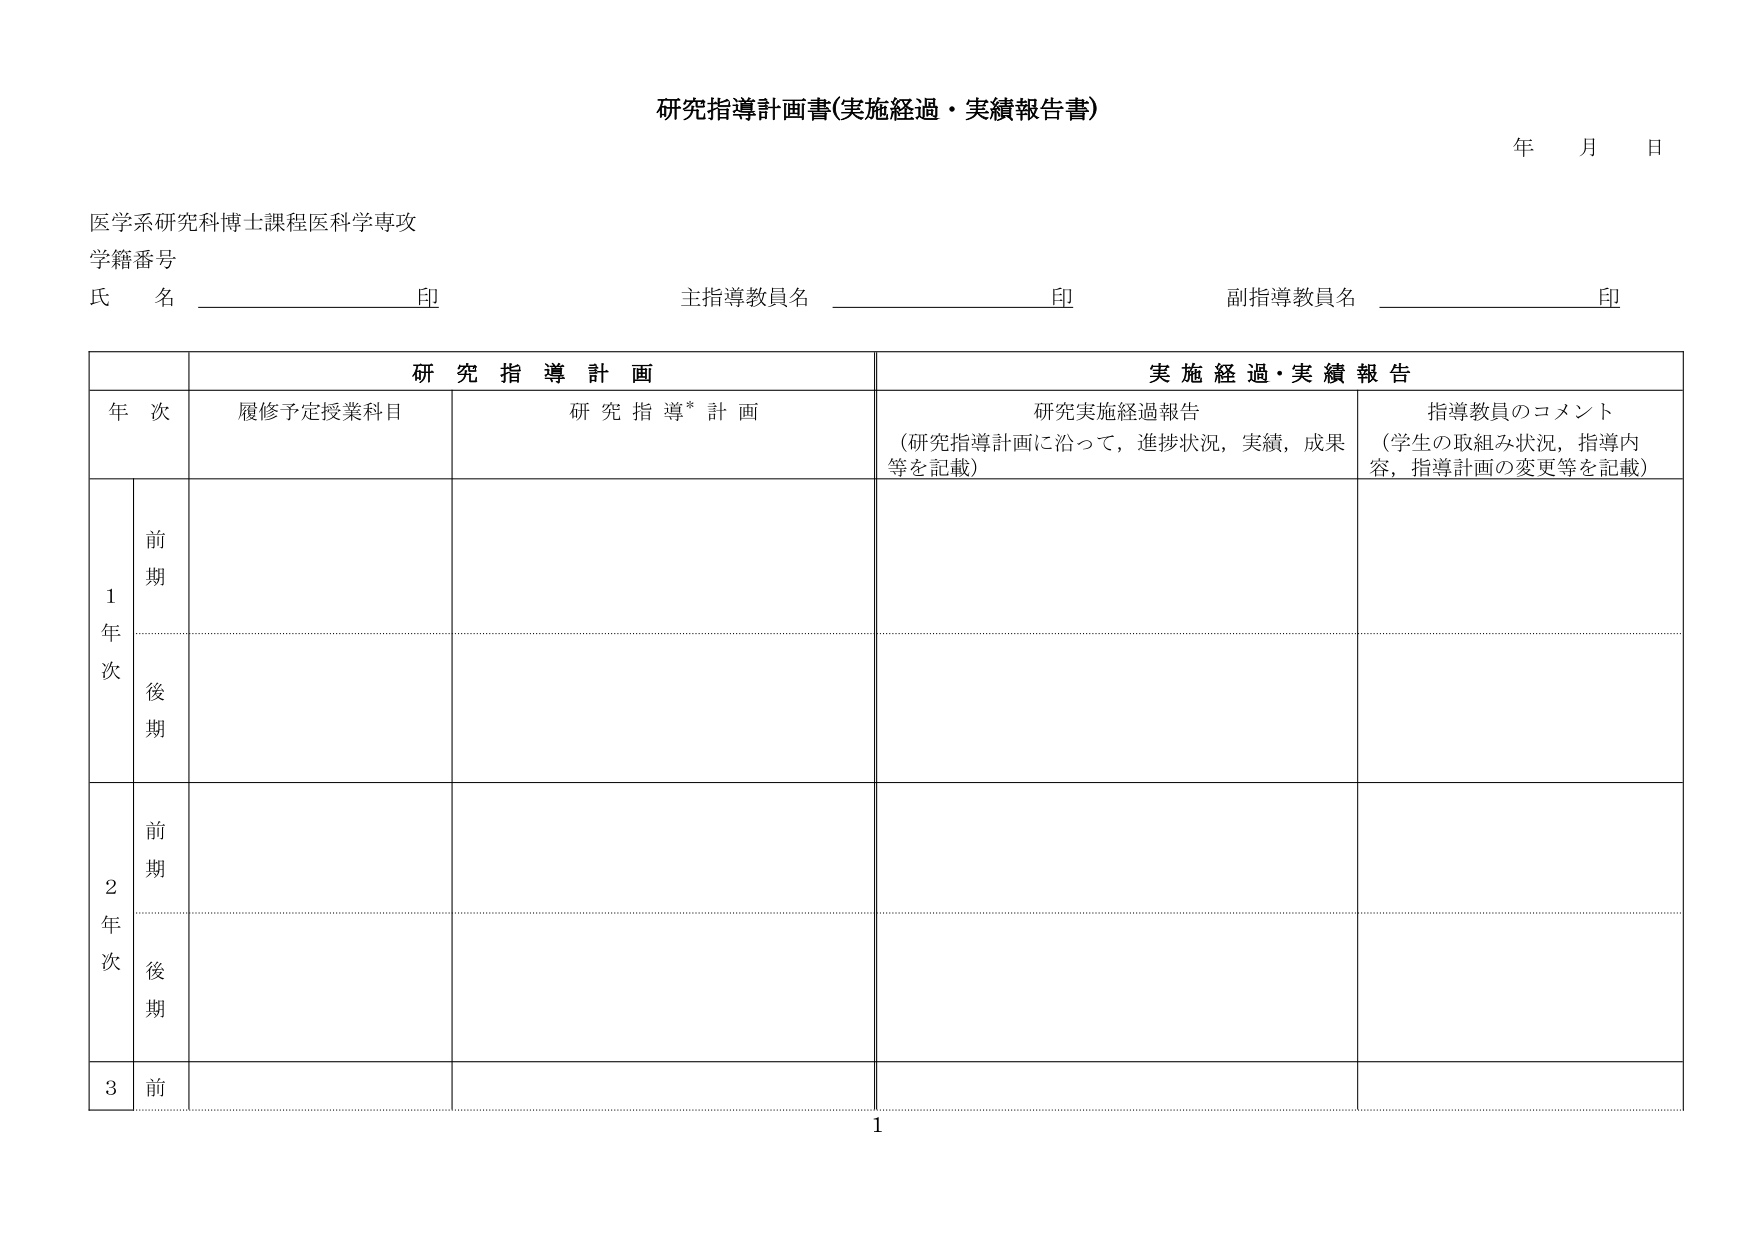 研究指導計画書(実施経過・実績報告書)
年　　月　　日
医学系研究科博士課程医科学専攻
学籍番号
氏　　名　　　　　　　　　　　　印　　　　　主指導教員名　　　　　　　　　　　　印　　　　　副指導教員名　　　　　　　　　　　　印
研　究　指　導　計　画　　　　実 施 経 過・実 績 報 告
年　次　　履修予定授業科目　　研 究 指 導* 計 画　　研究実施経過報告　　指導教員のコメント
（研究指導計画に沿って，進捗状況，実績，成果等を記載）
（学生の取組み状況，指導内容，指導計画の変更等を記載）
1年次
前期
後期
2年次
前期
後期
3　前
1